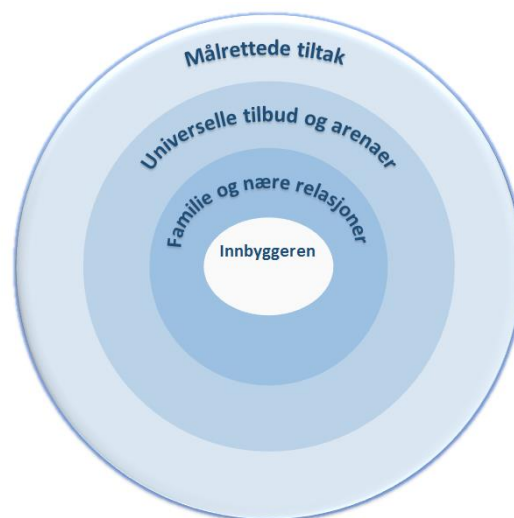 Målrettede tiltak
Universelle tilbud og arenaer
Familie og nære relasjoner
Innbyggeren